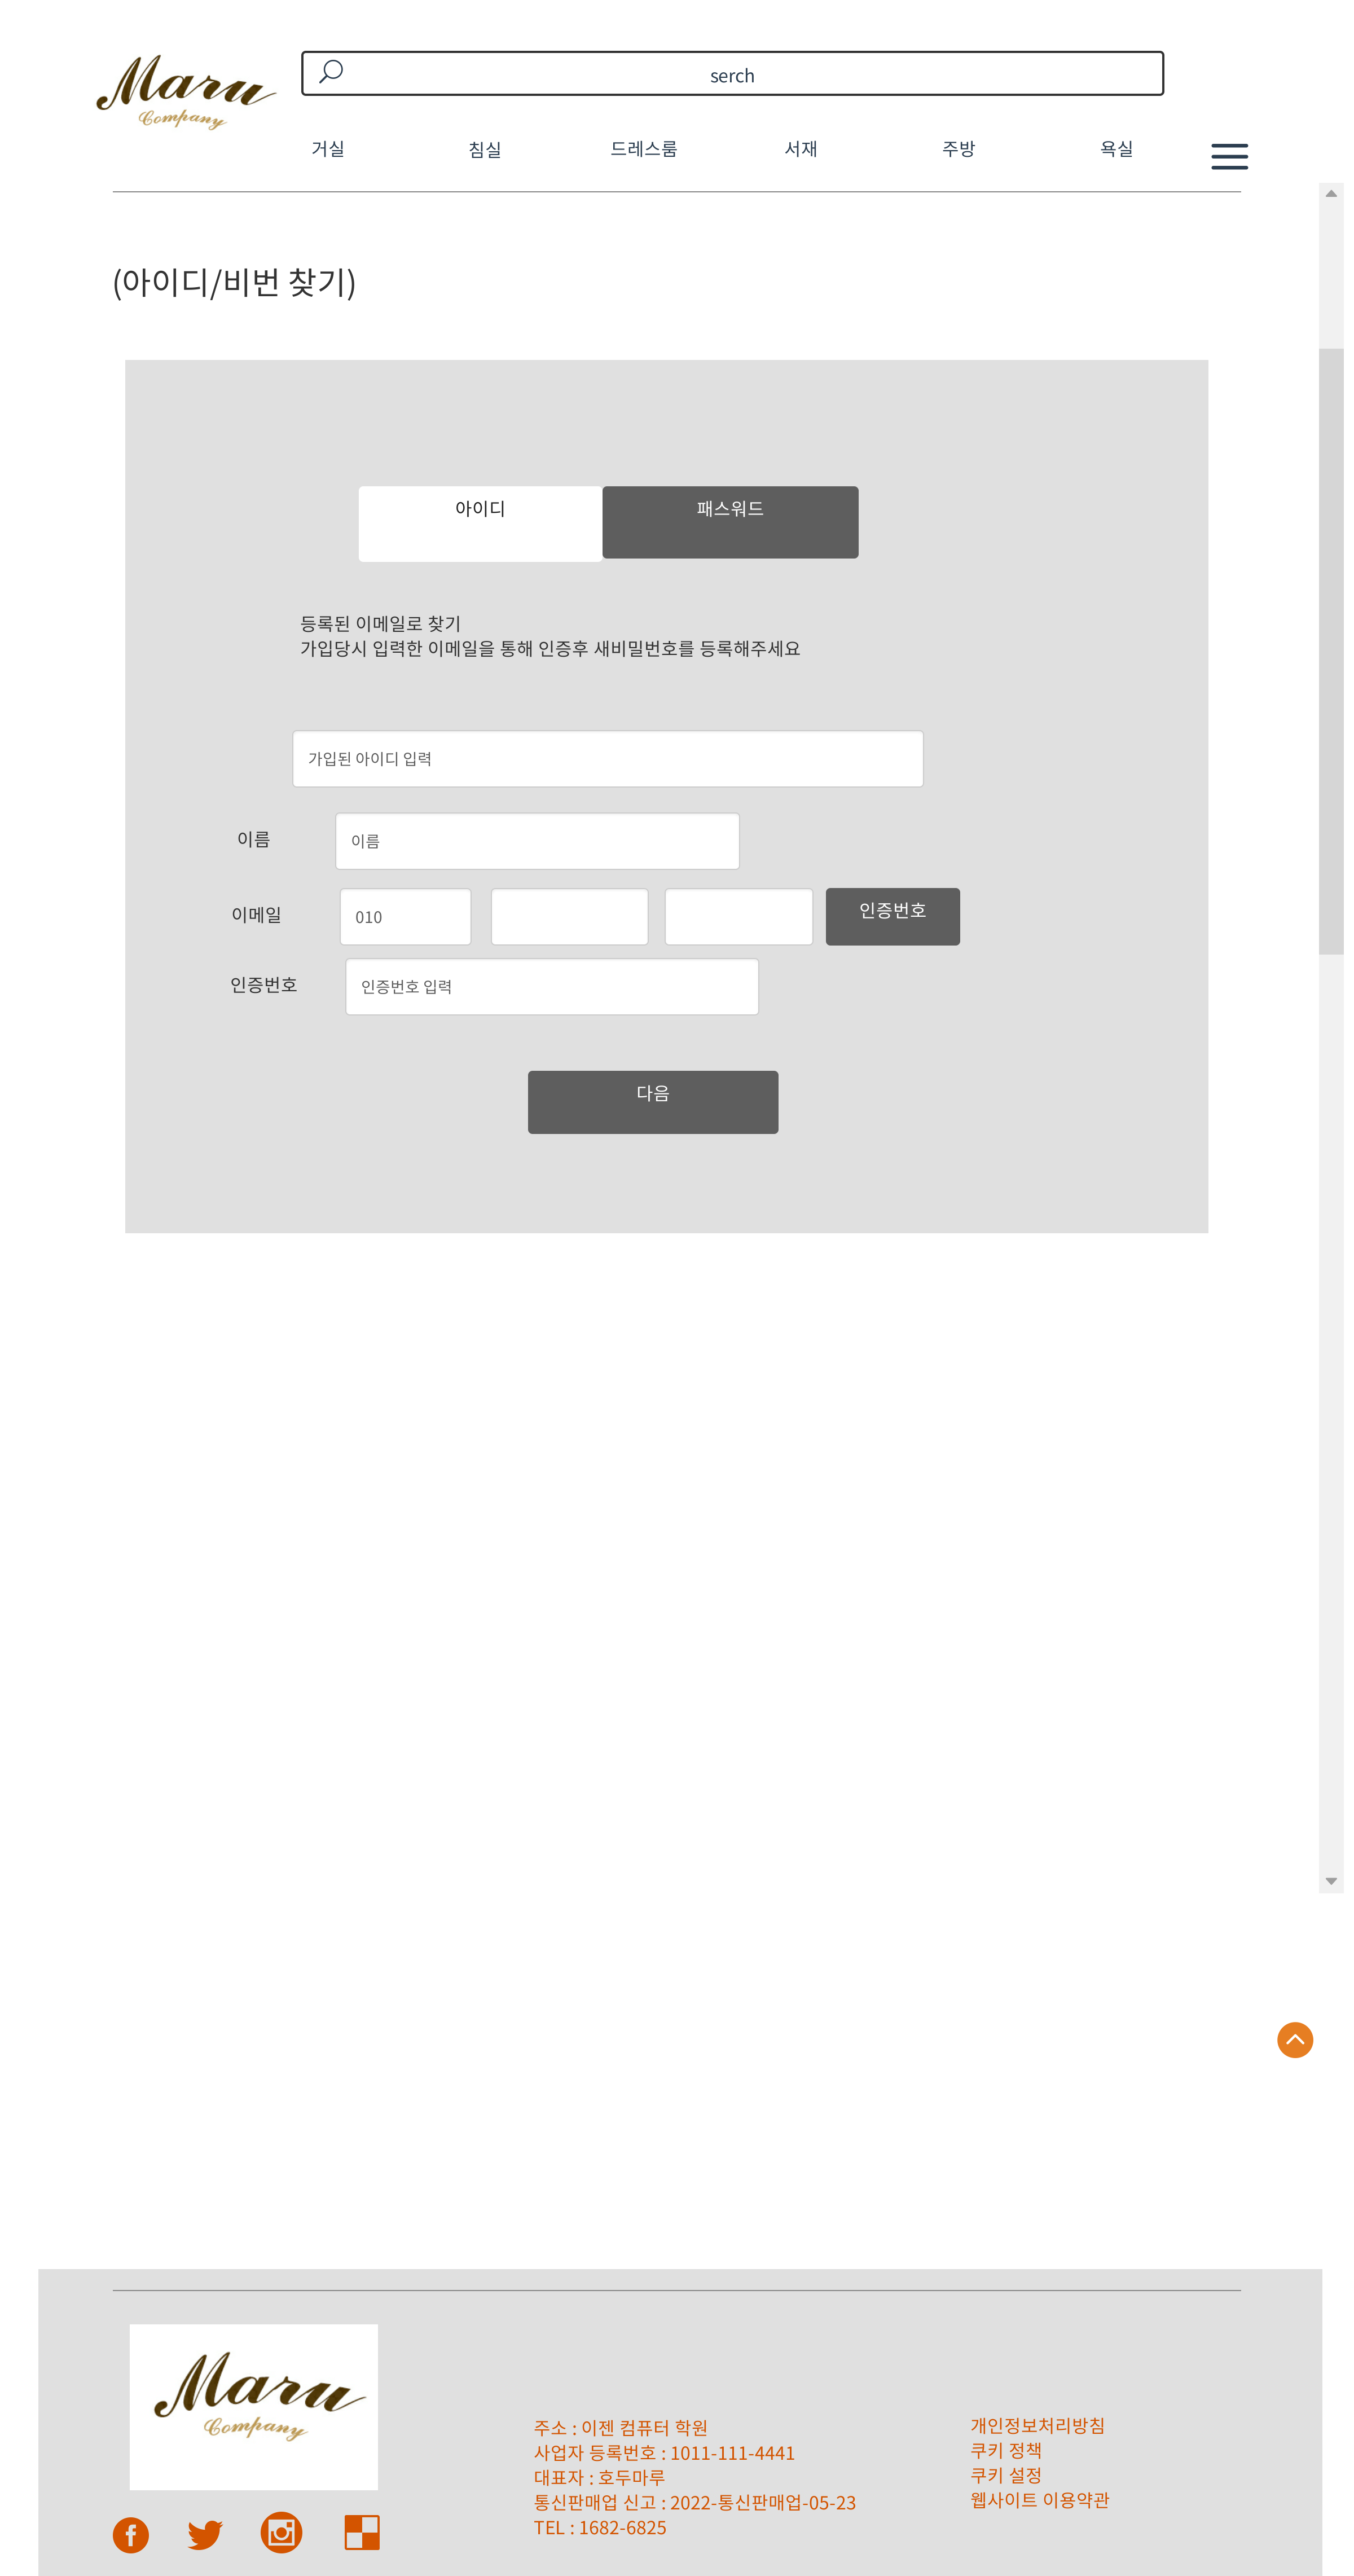 Maru
Company
serch
거실
침실
드레스룸
서재
주방
욕실
(아이디/비번 찾기)
아이디
패스워드
등록된 이메일로 찾기
가입당시 입력한 이메일을 통해 인증후 새비밀번호를 등록해주세요
가입된 아이디 입력
이름
이름
이메일
010
인증번호
인증번호
인증번호 입력
다음
Maru
Company
주소 : 이젠 컴퓨터 학원
사업자 등록번호 : 1011-111-4441
대표자 : 호두마루
통신판매업 신고 : 2022-통신판매업-05-23
TEL : 1682-6825
개인정보처리방침
쿠키 정책
쿠키 설정
웹사이트 이용약관